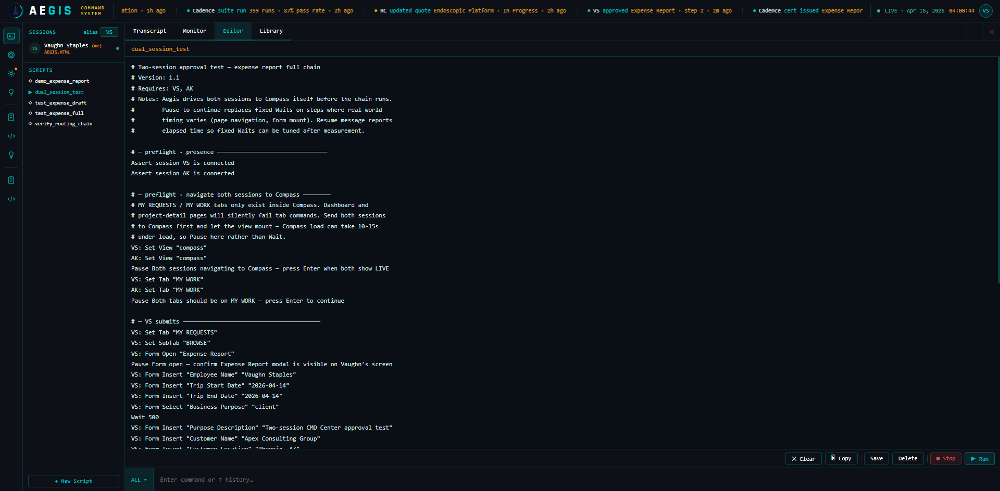 AEGIS COMMAND SYSTEM
ation · 1h ago
Cadence suite run 359 runs · 87% pass rate · 2h ago
RC updated quote Endoscopic Platform · In Progress · 2h ago
VS approved Expense Report · step 2 · 2m ago
Cadence cert issued Expense Repor
LIVE · Apr 16, 2026 04:00:44
VS
SESSIONS
alias VS
VS
Vaughn Staples (me)
AEGIS.HTML
SCRIPTS
demo_expense_report
dual_session_test
test_expense_draft
test_expense_full
verify_routing_chain
+ New Script
Transcript Monitor Editor Library
dual_session_test
# Two-session approval test — expense report full chain
# Version: 1.1
# Requires: VS, AK
# Notes: Aegis drives both sessions to Compass itself before the chain runs.
# Pause-to-continue replaces fixed Waits on steps where real-world
# timing varies (page navigation, form mount). Resume message reports
# elapsed time so fixed Waits can be tuned after measurement.
# — preflight · presence ————————————————
Assert session VS is connected
Assert session AK is connected
# — preflight · navigate both sessions to Compass ————
# MY REQUESTS / MY WORK tabs only exist inside Compass. Dashboard and
# project-detail pages will silently fail tab commands. Send both sessions
# to Compass first and let the view mount — Compass load can take 10-15s
# under load, so Pause here rather than Wait.
VS: Set View "compass"
AK: Set View "compass"
Pause Both sessions navigating to Compass — press Enter when both show LIVE
VS: Set Tab "MY WORK"
AK: Set Tab "MY WORK"
Pause Both tabs should be on MY WORK — press Enter to continue
# — VS submits ————————————————————
VS: Set Tab "MY REQUESTS"
VS: Set SubTab "BROWSE"
VS: Form Open "Expense Report"
Pause Form open — confirm Expense Report modal is visible on Vaughn's screen
VS: Form Insert "Employee Name" "Vaughn Staples"
VS: Form Insert "Trip Start Date" "2026-04-14"
VS: Form Insert "Trip End Date" "2026-04-14"
VS: Form Select "Business Purpose" "client"
Wait 500
VS: Form Insert "Purpose Description" "Two-session CMD Center approval test"
VS: Form Insert "Customer Name" "Apex Consulting Group"
VS: Form Insert "Customer Location" "Phoenix, AZ"
Clear Copy Save Delete Stop Run
ALL Enter command or ↑ history…